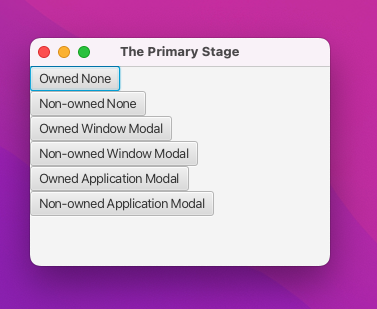 The Primary Stage
Owned None
Non-owned None
Owned Window Modal
Non-owned Window Modal
Owned Application Modal
Non-owned Application Modal